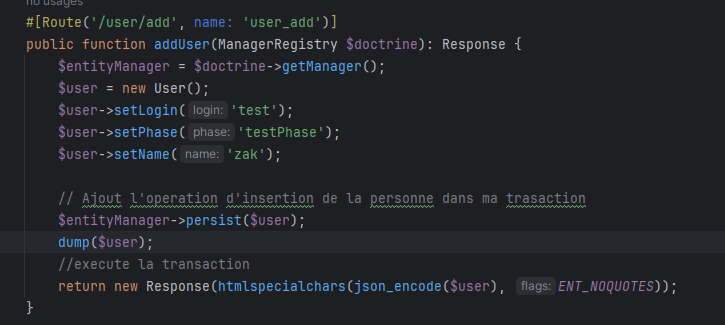 no usages
#[Route('/user/add', name: 'user_add')]
public function addUser(ManagerRegistry $doctrine): Response {
$entityManager = $doctrine->getManager();
$user = new User();
$user->setLogin( login: 'test');
$user->setPhase( phase: 'testPhase');
$user->setName( name: 'zak');
// Ajout l'operation d'insertion de la personne dans ma trasaction
$entityManager->persist($user);
dump($user);
//execute la transaction
return new Response(htmlspecialchars(json_encode($user), flags: ENT_NOQUOTES));
}